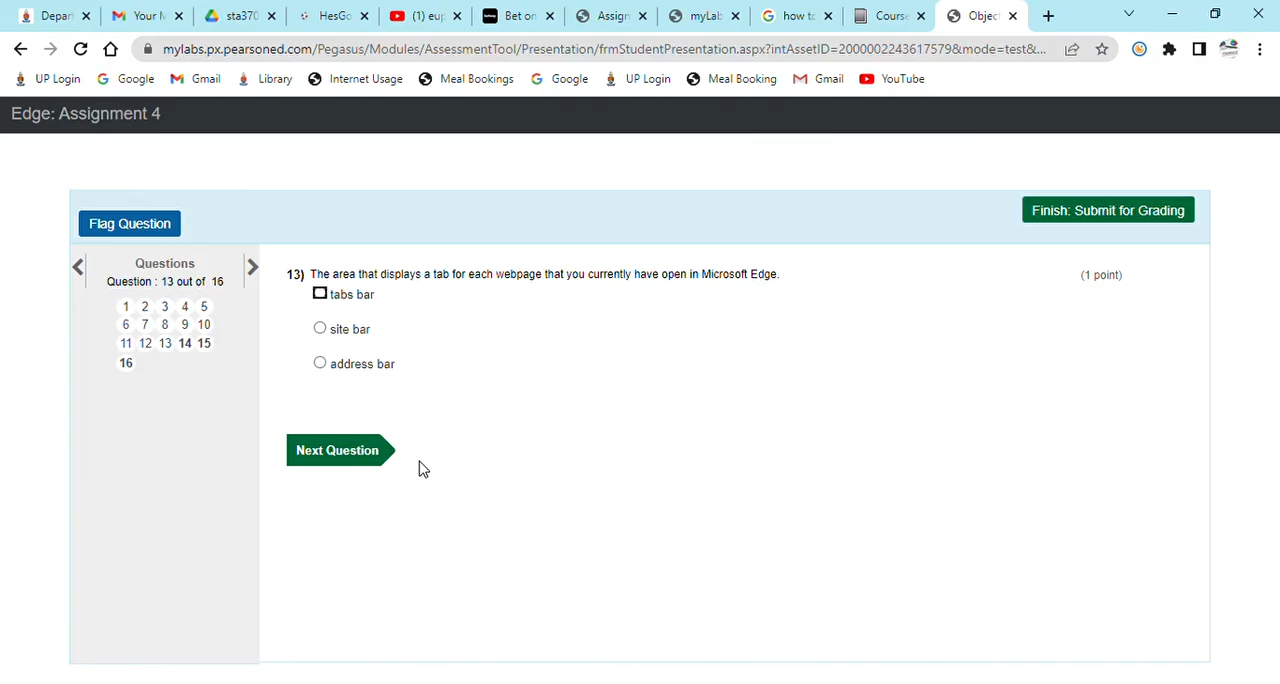 Depar
Your M
sta370
HesGo
(1) eup
Bet on
Assign
myLab
how to
Course
Object
mylabs.px.pearsoned.com/Pegasus/Modules/AssessmentTool/Presentation/frmStudentPresentation.aspx?intAssetID=2000002243617579&mode=test&...
UP Login
Google
Gmail
Library
Internet Usage
Meal Bookings
Google
UP Login
Meal Booking
Gmail
YouTube
Edge: Assignment 4
Flag Question
Finish: Submit for Grading
Questions
Question : 13 out of 16
1 2 3 4 5
6 7 8 9 10
11 12 13 14 15
16
13) The area that displays a tab for each webpage that you currently have open in Microsoft Edge.
(1 point)
tabs bar
site bar
address bar
Next Question